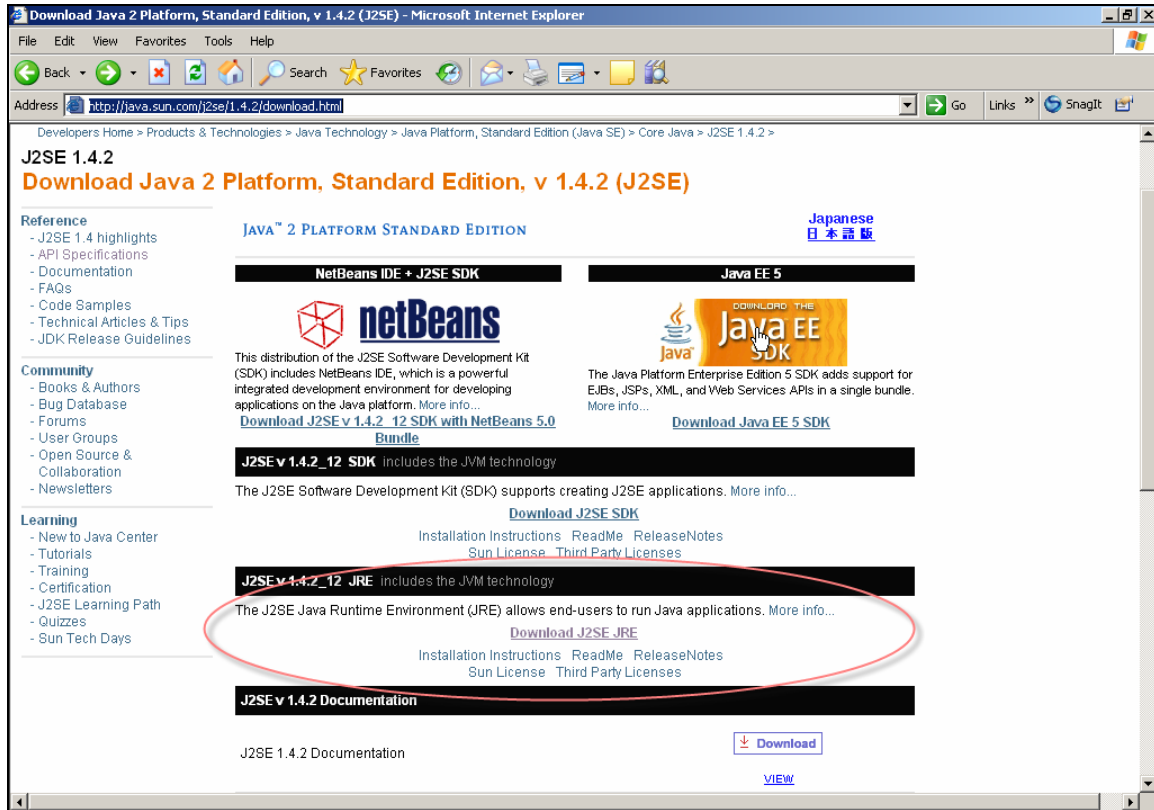 Download Java 2 Platform, Standard Edition, v 1.4.2 (J2SE) - Microsoft Internet Explorer
File Edit View Favorites Tools Help
Back Search Favorites
Address http://java.sun.com/j2se/1.4.2/download.html Go Links » SnagIt
Developers Home > Products & Technologies > Java Technology > Java Platform, Standard Edition (Java SE) > Core Java > J2SE 1.4.2 >
J2SE 1.4.2
Download Java 2 Platform, Standard Edition, v 1.4.2 (J2SE)
Reference
- J2SE 1.4 highlights
- API Specifications
- Documentation
- FAQs
- Code Samples
- Technical Articles & Tips
- JDK Release Guidelines
Community
- Books & Authors
- Bug Database
- Forums
- User Groups
- Open Source &
Collaboration
- Newsletters
Learning
- New to Java Center
- Tutorials
- Training
- Certification
- J2SE Learning Path
- Quizzes
- Sun Tech Days
JAVA™ 2 PLATFORM STANDARD EDITION
Japanese
日本語版
NetBeans IDE + J2SE SDK
netBeans
This distribution of the J2SE Software Development Kit
(SDK) includes NetBeans IDE, which is a powerful
integrated development environment for developing
applications on the Java platform. More info...
Download J2SE v 1.4.2_12 SDK with NetBeans 5.0
Bundle
Java EE 5
Java
DOWNLOAD THE
Java EE
SDK
The Java Platform Enterprise Edition 5 SDK adds support for
EJBs, JSPs, XML, and Web Services APIs in a single bundle.
More info...
Download Java EE 5 SDK
J2SE v 1.4.2_12 SDK includes the JVM technology
The J2SE Software Development Kit (SDK) supports creating J2SE applications. More info...
Download J2SE SDK
Installation Instructions ReadMe ReleaseNotes
Sun License Third Party Licenses
J2SE v 1.4.2_12 JRE includes the JVM technology
The J2SE Java Runtime Environment (JRE) allows end-users to run Java applications. More info...
Download J2SE JRE
Installation Instructions ReadMe ReleaseNotes
Sun License Third Party Licenses
J2SE v 1.4.2 Documentation
J2SE 1.4.2 Documentation
Download
VIEW